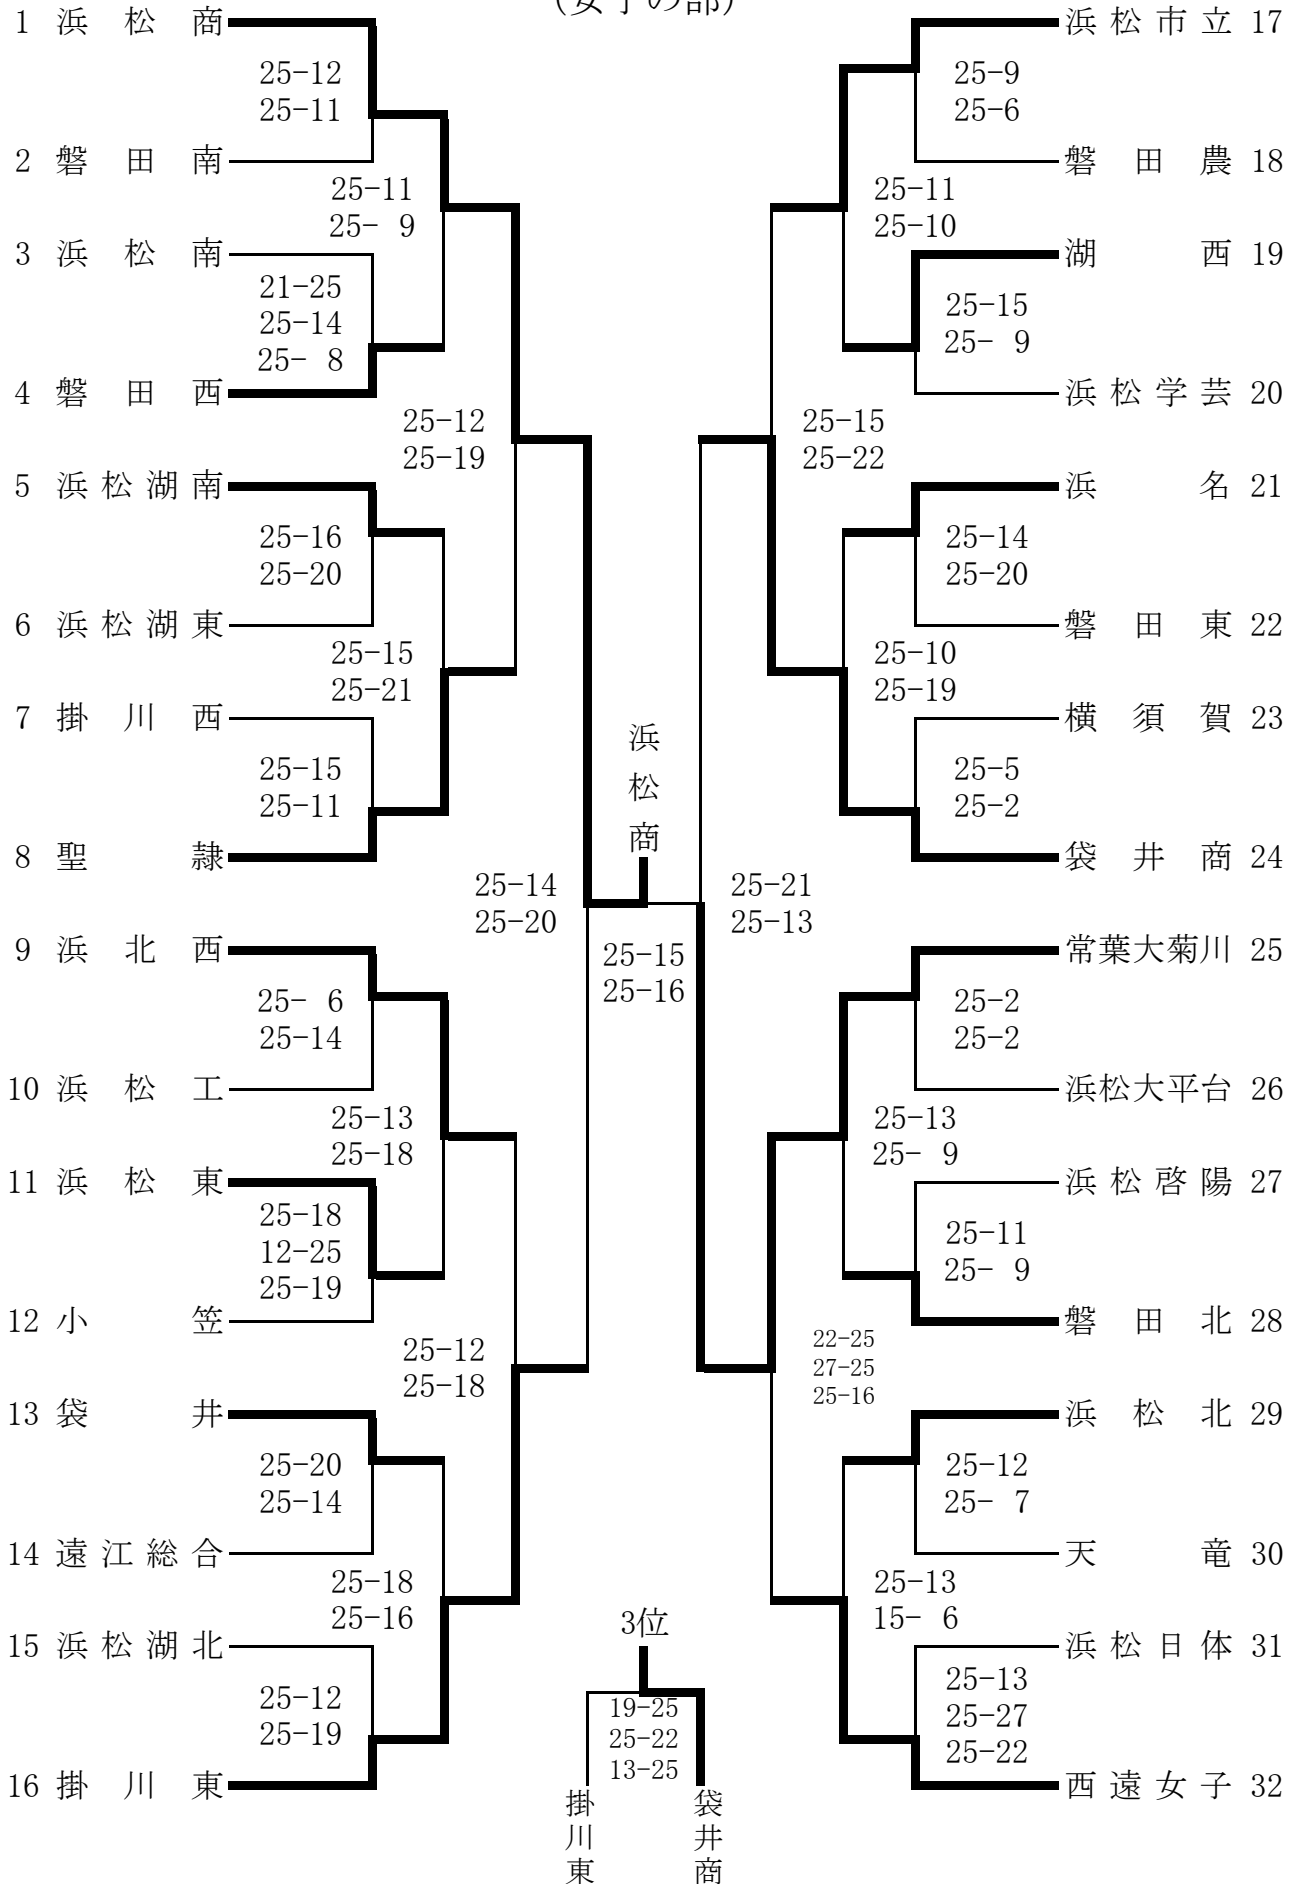 (女子の部)
1 浜松商
25-12
25-11
2 磐田南
25-11
25- 9
3 浜松南
21-25
25-14
25- 8
4 磐田西
25-12
25-19
5 浜松湖南
25-16
25-20
6 浜松湖東
25-15
25-21
7 掛川西
25-15
25-11
8 聖隷
25-14
25-20
9 浜北西
25- 6
25-14
10 浜松工
25-13
25-18
11 浜松東
25-18
12-25
25-19
12 小笠
25-12
25-18
13 袋井
25-20
25-14
14 遠江総合
25-18
25-16
15 浜松湖北
25-12
25-19
16 掛川東
浜松商
25-15
25-16
3位
19-25
25-22
13-25
掛川東
袋井商
浜松市立 17
25-9
25-6
磐田農 18
25-11
25-10
湖西 19
25-15
25- 9
浜松学芸 20
25-15
25-22
浜名 21
25-14
25-20
磐田東 22
25-10
25-19
横須賀 23
25-5
25-2
袋井商 24
25-21
25-13
常葉大菊川 25
25-2
25-2
浜松大平台 26
25-13
25- 9
浜松啓陽 27
25-11
25- 9
磐田北 28
22-25
27-25
25-16
浜松北 29
25-12
25- 7
天竜 30
25-13
15- 6
浜松日体 31
25-13
25-27
25-22
西遠女子 32